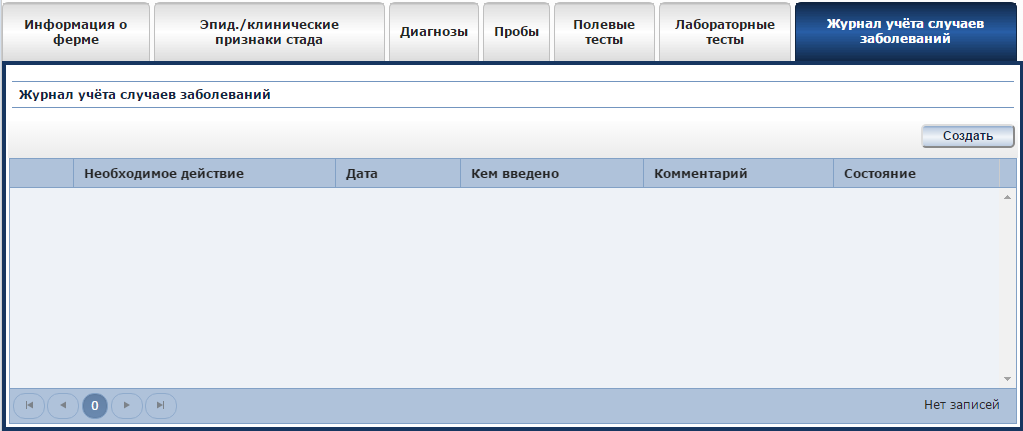 Информация о
ферме
Эпид./клинические
признаки стада
Диагнозы
Пробы
Полевые
тесты
Лабораторные
тесты
Журнал учёта случаев
заболеваний
Журнал учёта случаев заболеваний
Создать
Необходимое действие
Дата
Кем введено
Комментарий
Состояние
0
Нет записей